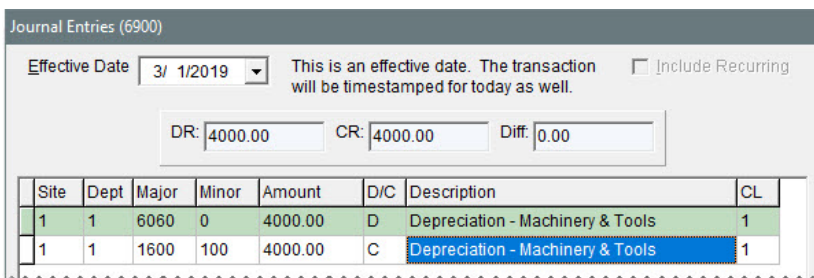 Journal Entries (6900)
Effective Date 3/ 1/2019 This is an effective date. The transaction Include Recurring
will be timestamped for today as well.
DR: 4000.00 CR: 4000.00 Diff: 0.00
Site Dept Major Minor Amount D/C Description CL
1 1 6060 0 4000.00 D Depreciation - Machinery & Tools 1
1 1 1600 100 4000.00 C Depreciation - Machinery & Tools 1